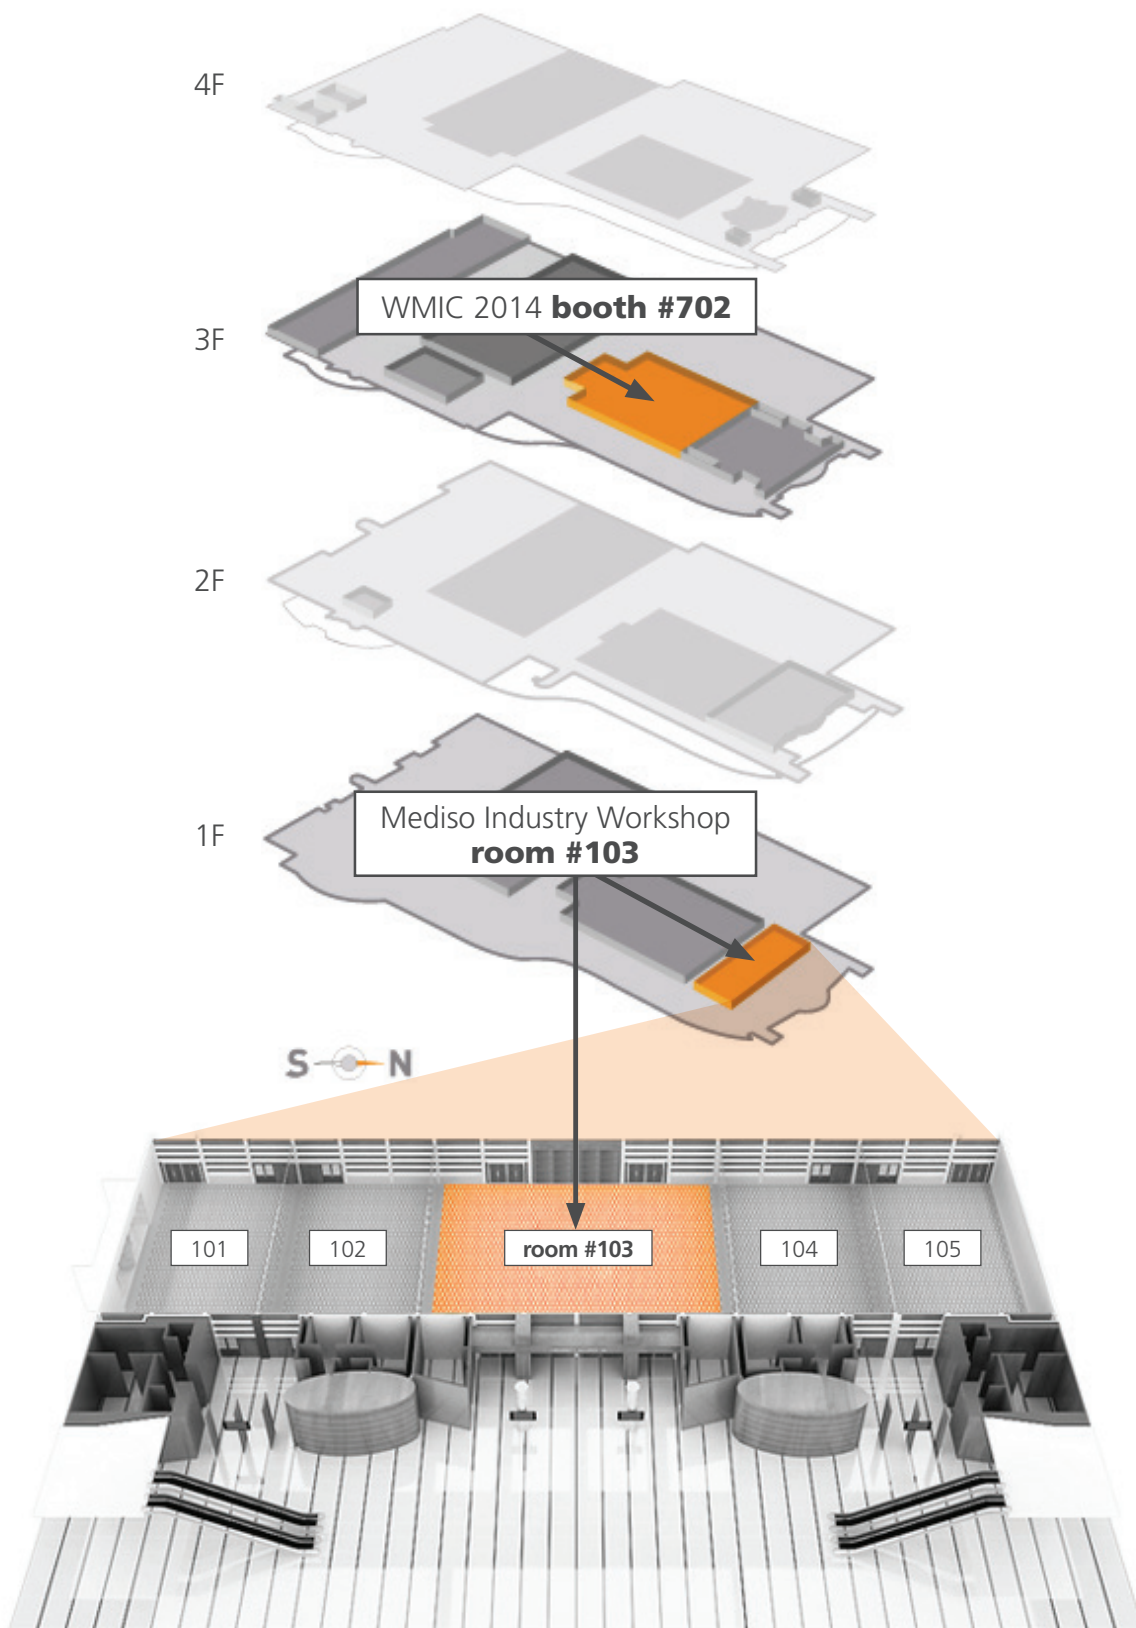 4F
WMIC 2014 booth #702
3F
2F
Mediso Industry Workshop
room #103
1F
S N
101
102
room #103
104
105